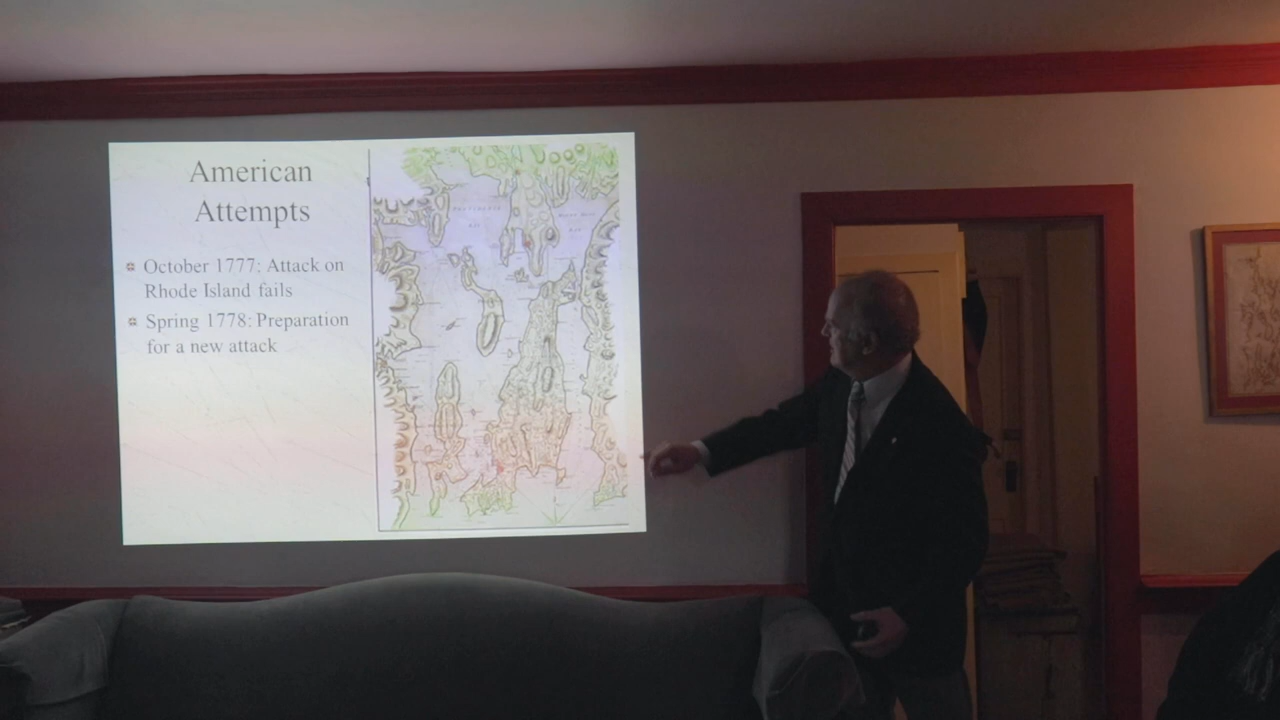 American
Attempts
October 1777: Attack on
Rhode Island fails
Spring 1778: Preparation
for a new attack